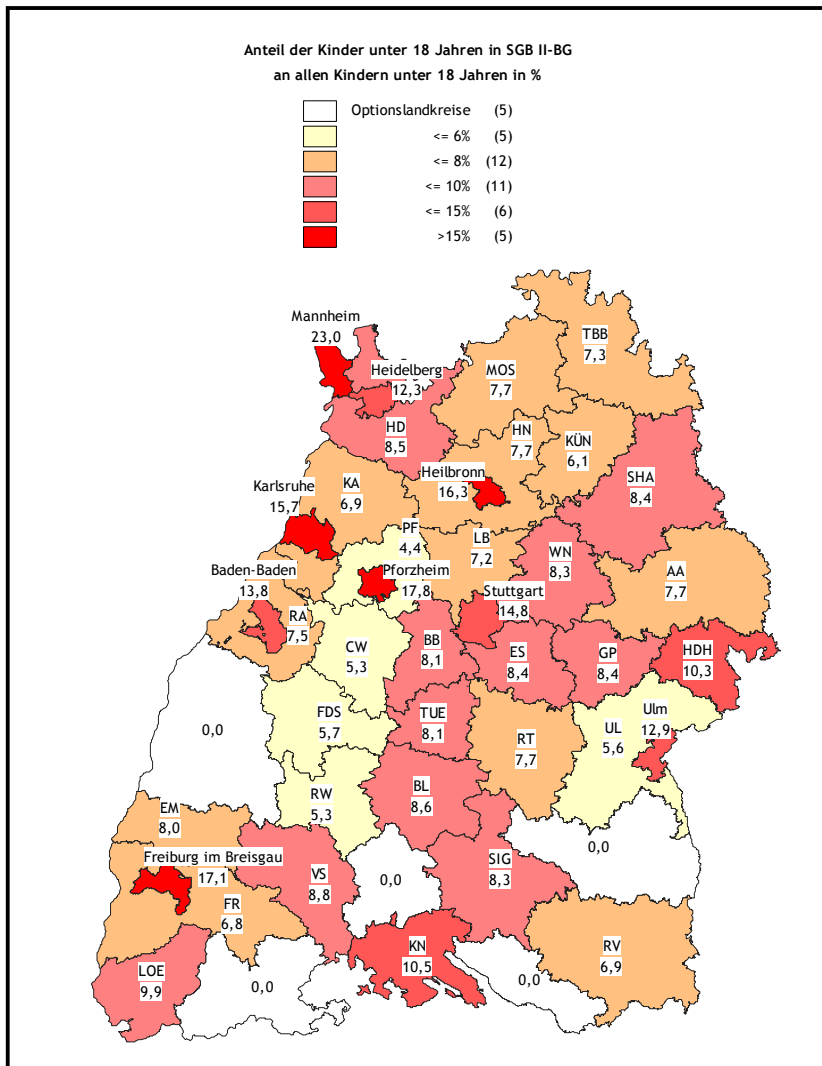 Anteil der Kinder unter 18 Jahren in SGB II-BG
an allen Kindern unter 18 Jahren in %
Optionslandkreise (5)
<= 6% (5)
<= 8% (12)
<= 10% (11)
<= 15% (6)
>15% (5)
Mannheim
23,0
TBB
7,3
Heidelberg
12,3
MOS
7,7
HD
8,5
HN
7,7
KÜN
6,1
Heilbronn
16,3
SHA
8,4
Karlsruhe
15,7
KA
6,9
PF
4,4
LB
7,2
WN
8,3
AA
7,7
Baden-Baden
13,8
Pforzheim
17,8
Stuttgart
14,8
RA
7,5
CW
5,3
BB
8,1
ES
8,4
GP
8,4
HDH
10,3
0,0
FDS
5,7
TUE
8,1
RT
7,7
UL
5,6
Ulm
12,9
RW
5,3
BL
8,6
EM
8,0
0,0
Freiburg im Breisgau
17,1
VS
8,8
0,0
SIG
8,3
FR
6,8
KN
10,5
RV
6,9
LOE
9,9
0,0
0,0